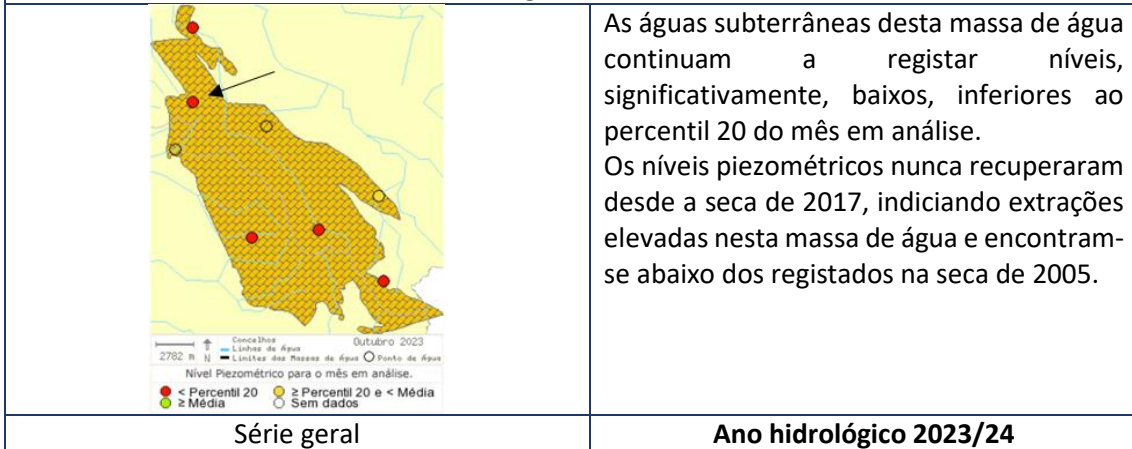 As águas subterrâneas desta massa de água
continuam a registar níveis,
significativamente, baixos, inferiores ao
percentil 20 do mês em análise.
Os níveis piezométricos nunca recuperaram
desde a seca de 2017, indiciando extrações
elevadas nesta massa de água e encontram-
se abaixo dos registados na seca de 2005.
Concelhos
Outubro 2023
Linhas de Água
2782 m N Limites das Massas de Água Ponto de Água
Nível Piezométrico para o mês em análise.
< Percentil 20 ≥ Percentil 20 e < Média
≥ Média Sem dados
Série geral
Ano hidrológico 2023/24